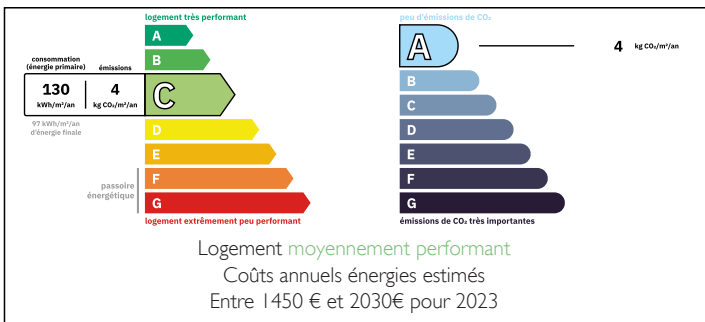 logement très performant
A
B
consommation
(énergie primaire)
émissions
130
kWh/m²/an
4
kg CO₂/m²/an
C
97 kWh/m²/an
d'énergie finale
D
E
F
G
passoire
énergétique
logement extrêmement peu performant
peu d'émissions de CO₂
A
4 kg CO₂/m²/an
B
C
D
E
F
G
émissions de CO₂ très importantes
Logement moyennement performant
Coûts annuels énergies estimés
Entre 1450 € et 2030€ pour 2023